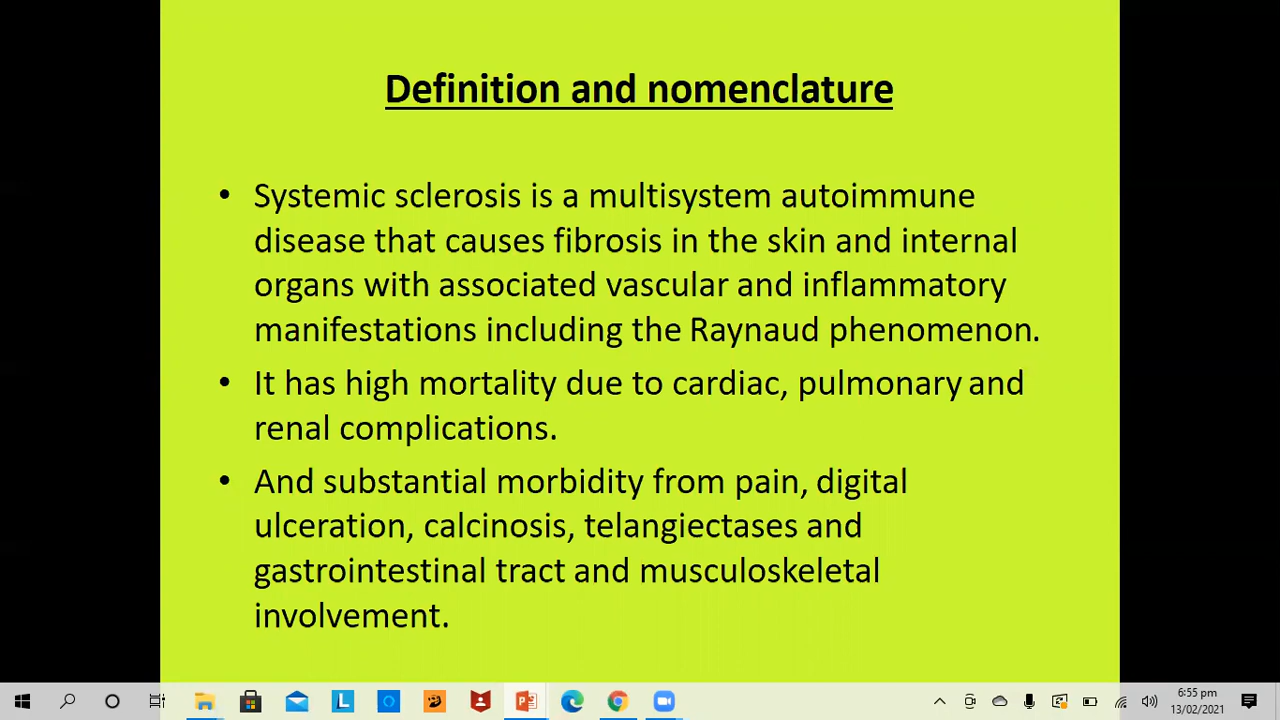 Definition and nomenclature
• Systemic sclerosis is a multisystem autoimmune
disease that causes fibrosis in the skin and internal
organs with associated vascular and inflammatory
manifestations including the Raynaud phenomenon.
• It has high mortality due to cardiac, pulmonary and
renal complications.
• And substantial morbidity from pain, digital
ulceration, calcinosis, telangiectases and
gastrointestinal tract and musculoskeletal
involvement.
6:55 pm
13/02/2021